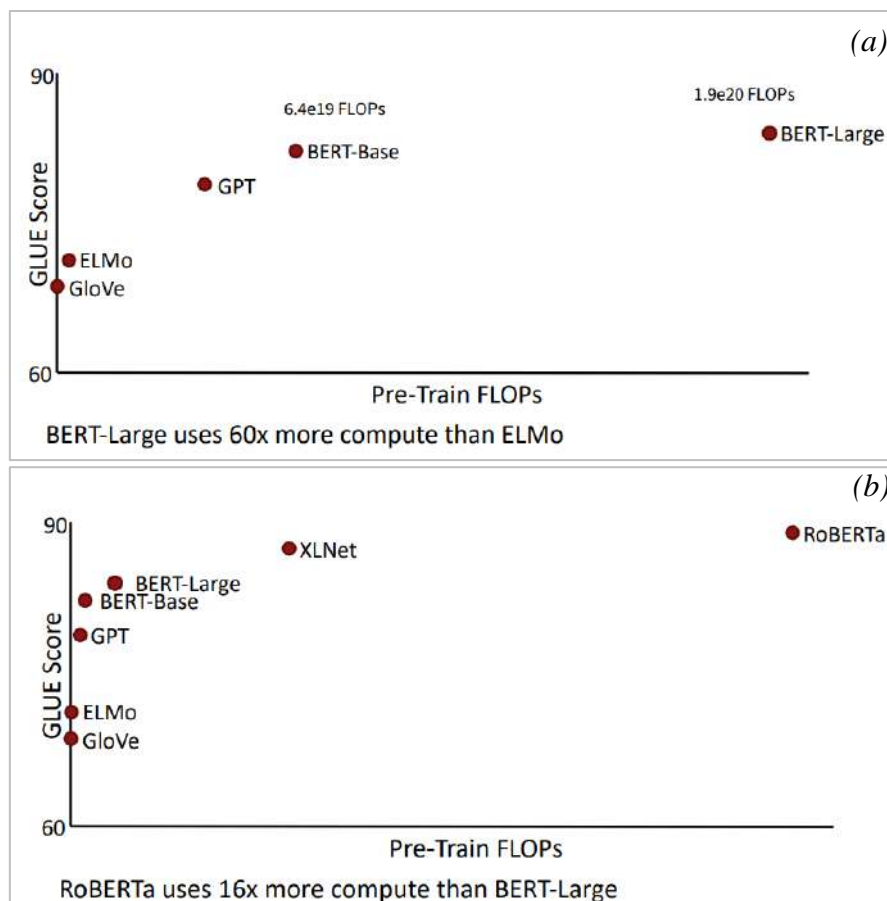 (a)
90
1.9e20 FLOPs
6.4e19 FLOPs
BERT-Large
BERT-Base
GPT
GLUE Score
ELMo
GloVe
60
Pre-Train FLOPs
BERT-Large uses 60x more compute than ELMo
(b)
90
RoBERTa
XLNet
BERT-Large
BERT-Base
GPT
GLUE Score
ELMo
GloVe
60
Pre-Train FLOPs
RoBERTa uses 16x more compute than BERT-Large